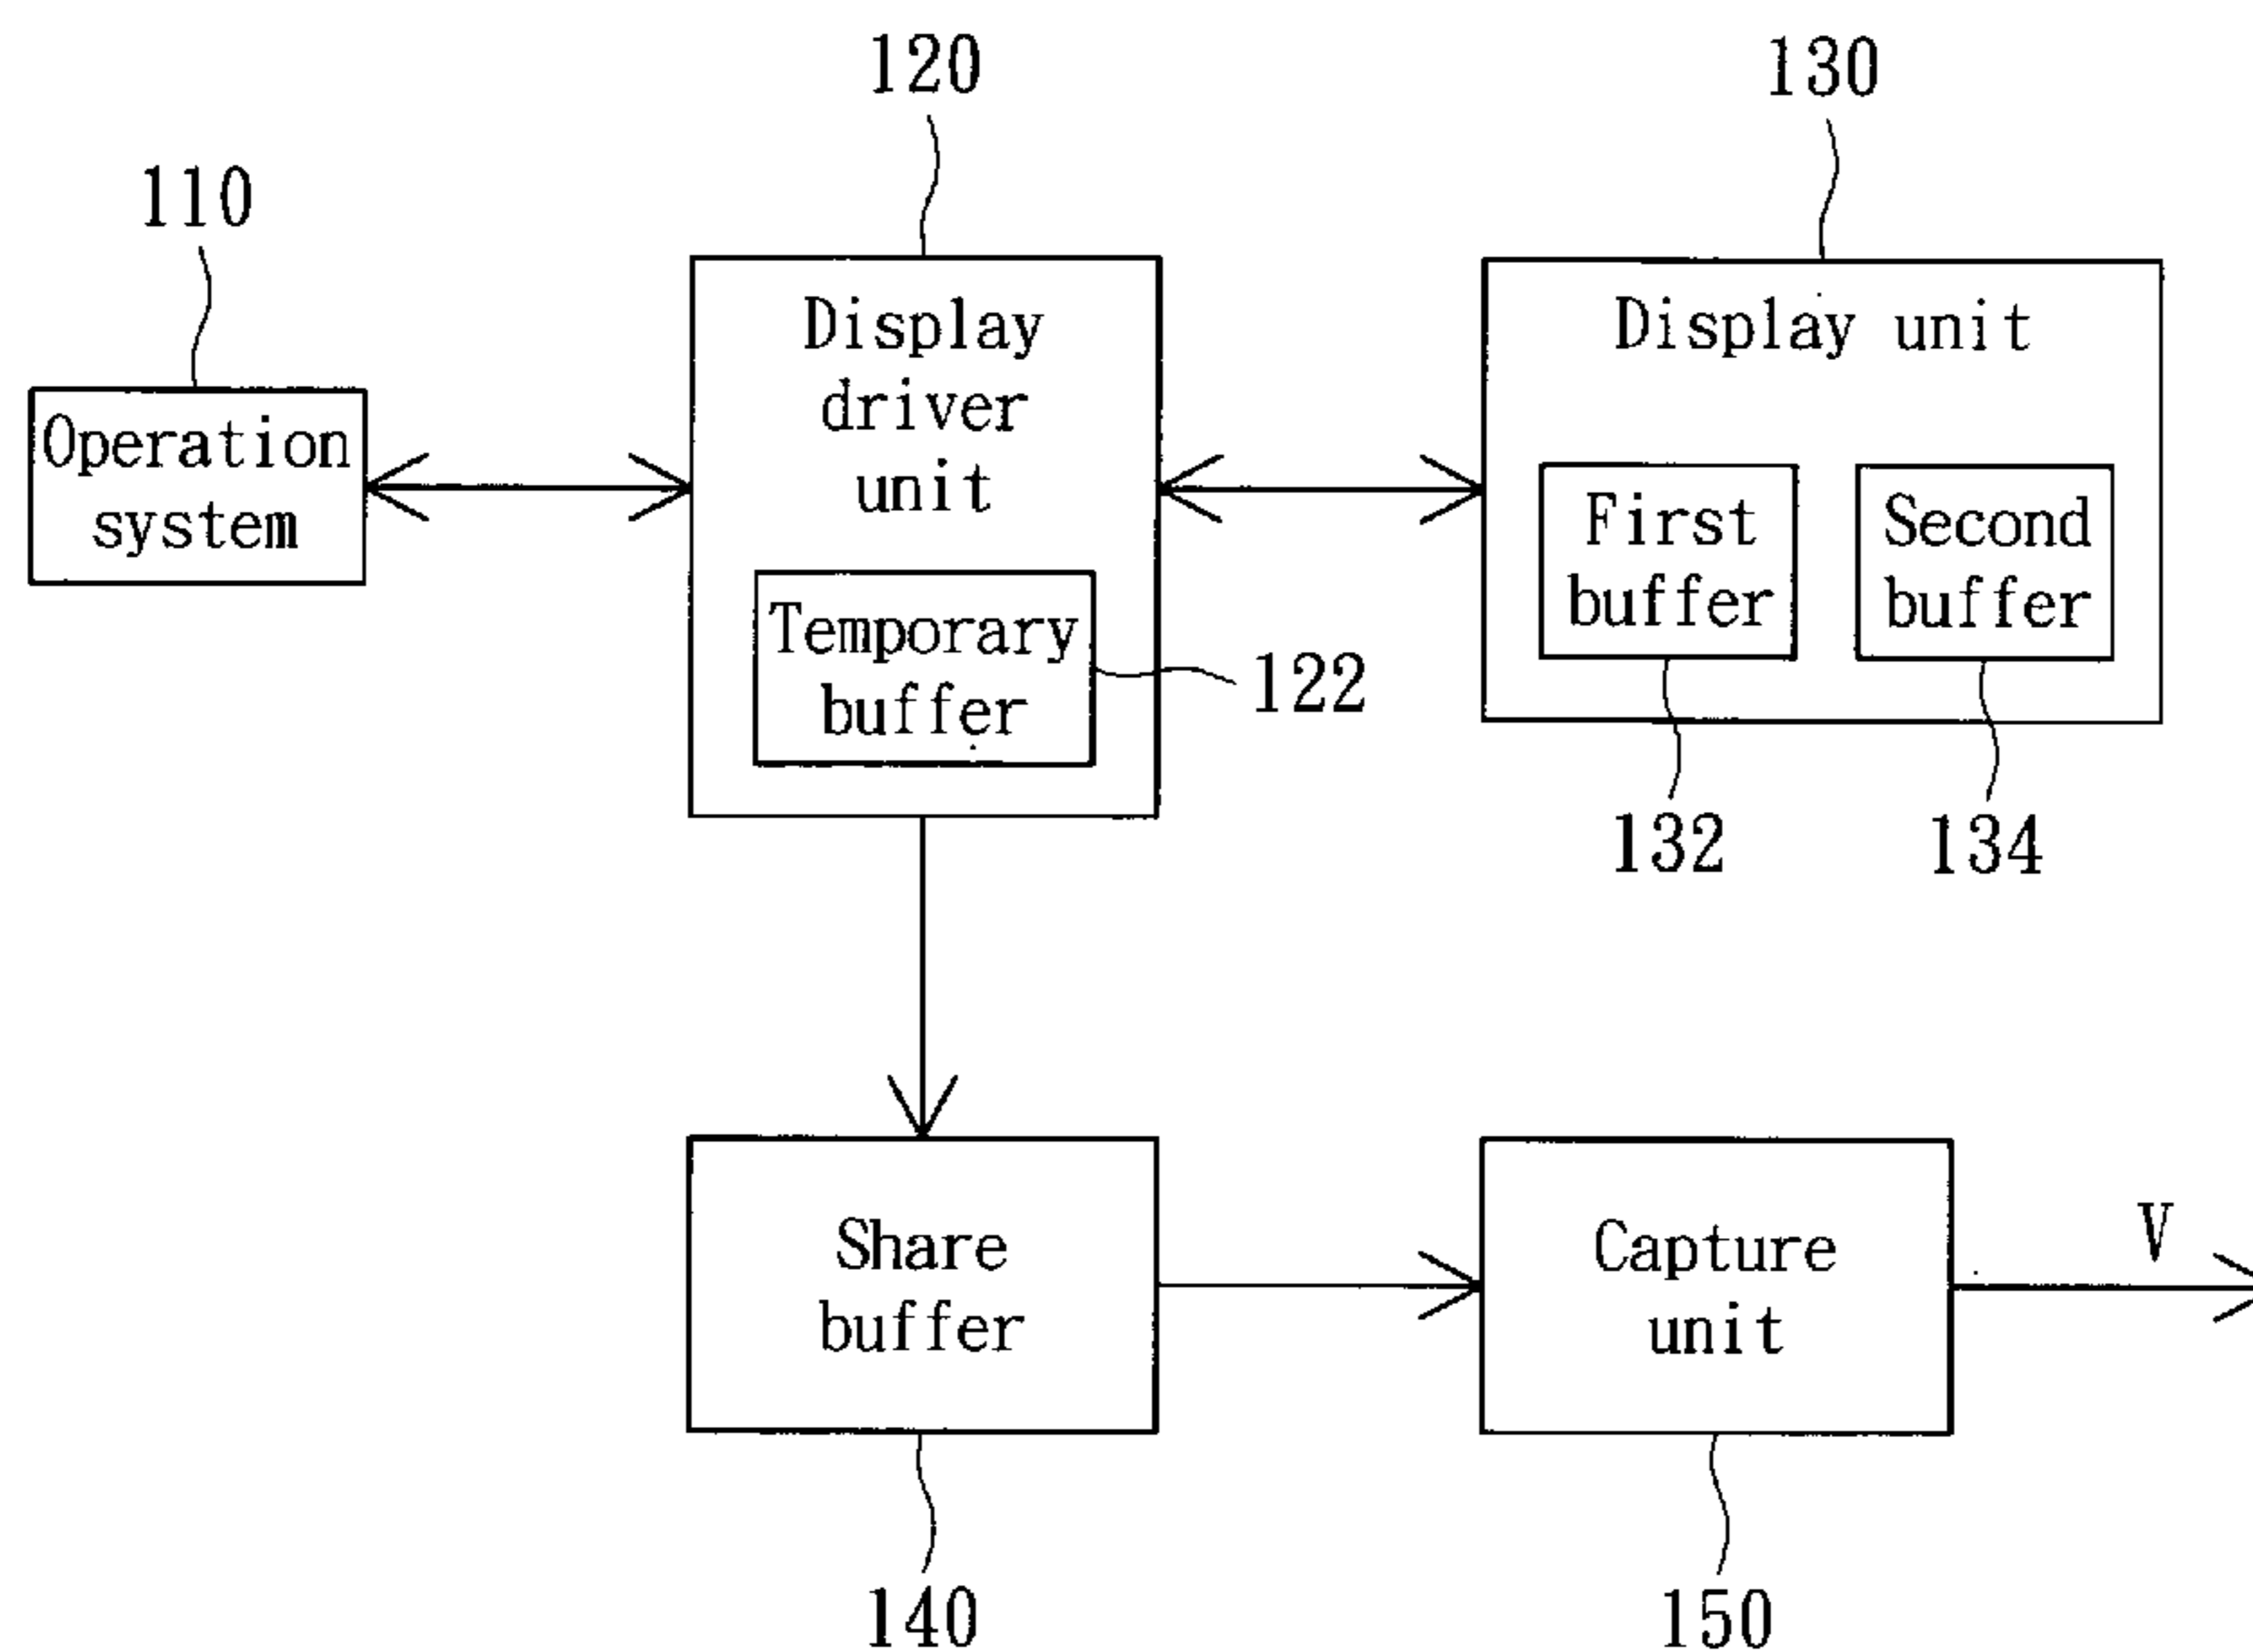 120
130
110
Display
driver
unit
Display unit
Operation
system
First
buffer
Second
buffer
Temporary
buffer
122
132
134
Share
buffer
Capture
unit
V
140
150